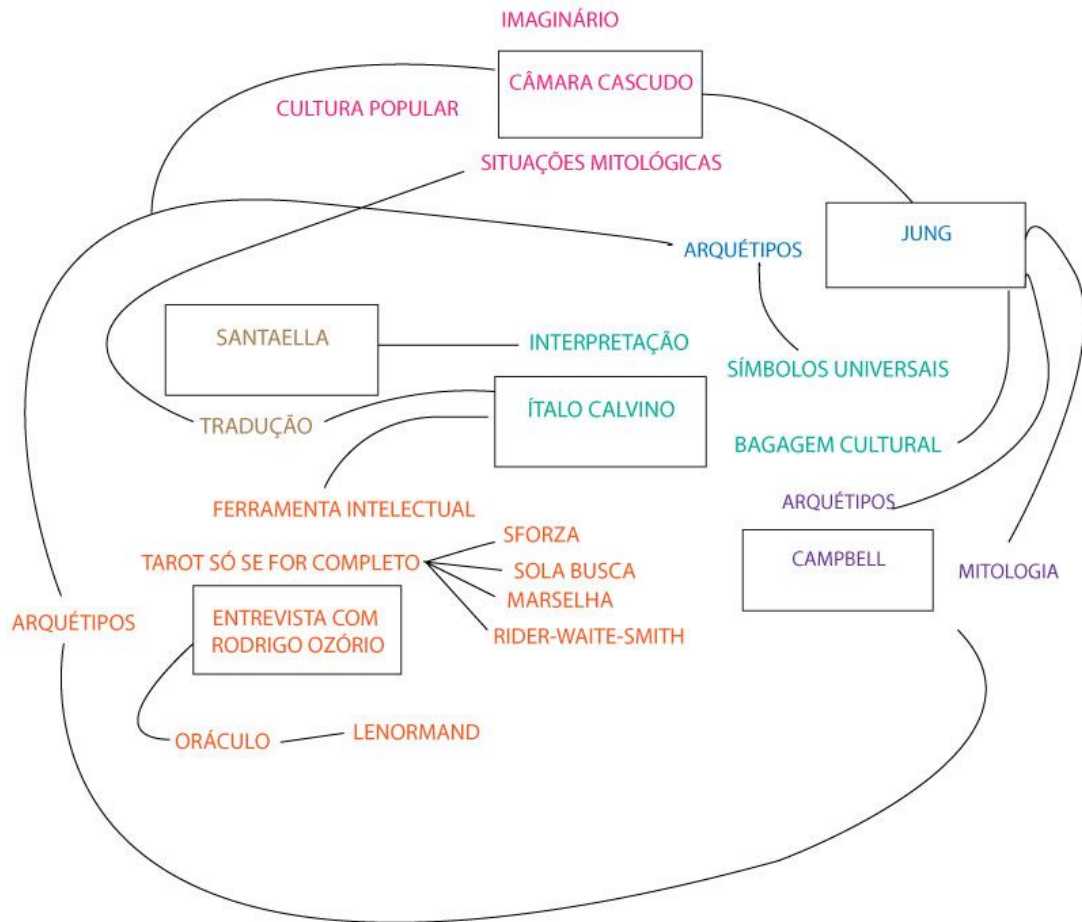 IMAGINÁRIO
CÂMARA CASCUDO
CULTURA POPULAR
SITUAÇÕES MITOLÓGICAS
JUNG
ARQUÉTIPOS
SANTAELLA
INTERPRETAÇÃO
SÍMBOLOS UNIVERSAIS
ÍTALO CALVINO
TRADUÇÃO
BAGAGEM CULTURAL
ARQUÉTIPOS
FERRAMENTA INTELECTUAL
SFORZA
TAROT SÓ SE FOR COMPLETO
CAMPBELL
SOLA BUSCA
MITOLOGIA
MARSELHA
ARQUÉTIPOS
ENTREVISTA COM
RODRIGO OZÓRIO
RIDER-WAITE-SMITH
ORÁCULO
LENORMAND